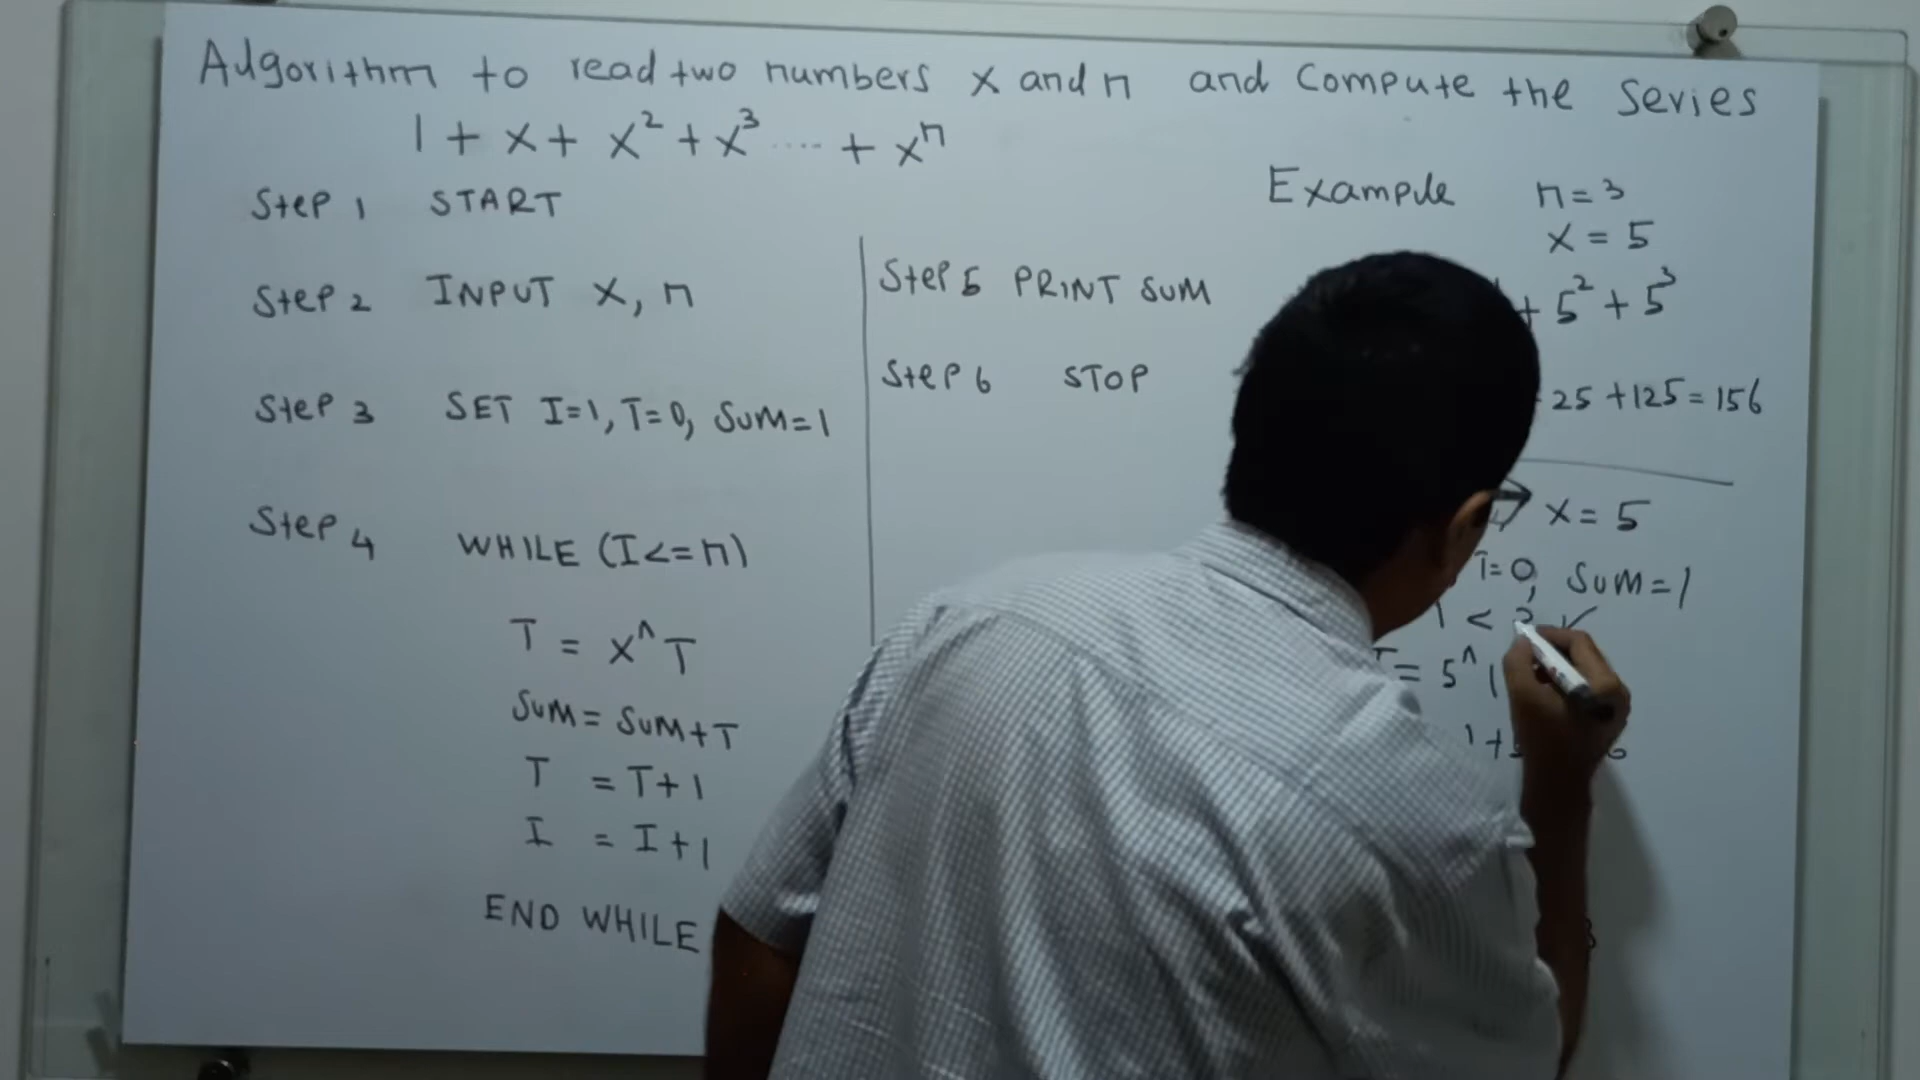 Algorithm to read two numbers x and n and Compute the Series
1 + x + x² + x³ ---- + xⁿ
Step 1 START
Step 2 INPUT x, n
Step 3 SET I=1, T=0, SUM=1
Step 4 WHILE (I<=n)
T = x^T
SUM = SUM+T
T = T+1
I = I+1
END WHILE
Step 5 PRINT SUM
Step 6 STOP
Example n=3
x = 5
+ 5² + 5³
25 +125 = 156
x = 5
T=0, SUM=1
1 < 3 ✓
= 5^1
1+